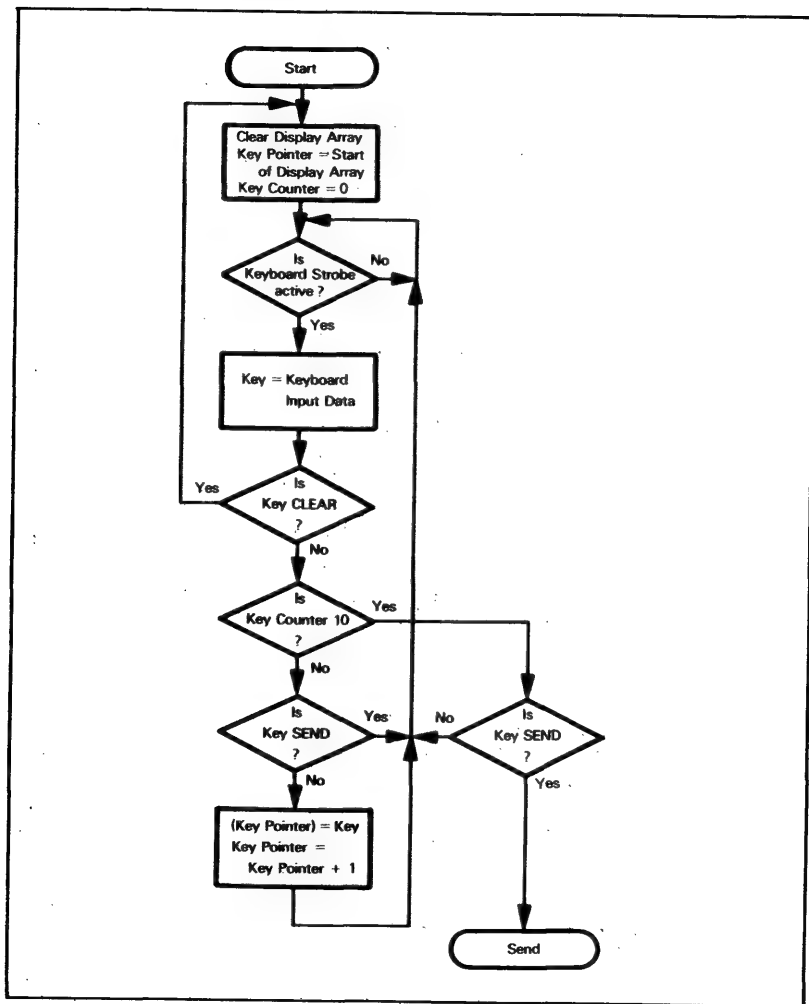 Start
Clear Display Array
Key Pointer = Start
of Display Array
Key Counter = 0
Is
Keyboard Strobe
active ?
No
Yes
Key = Keyboard
Input Data
Is
Key CLEAR
?
Yes
No
Is
Key Counter 10
?
Yes
No
Is
Key SEND
?
Yes
No
Is
Key SEND
?
No
Yes
(Key Pointer) = Key
Key Pointer =
Key Pointer + 1
Send